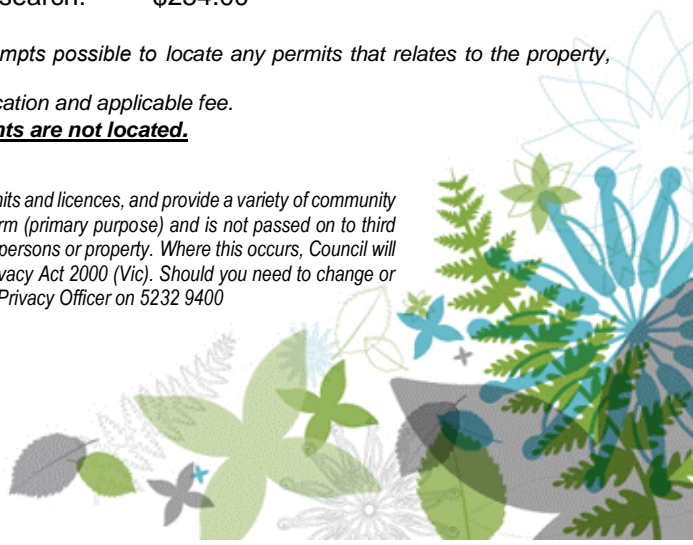 mpts possible to locate any permits that relates to the property,
cation and applicable fee.
nts are not located.
nits and licences, and provide a variety of community
rm (primary purpose) and is not passed on to third
persons or property. Where this occurs, Council will
vacy Act 2000 (Vic). Should you need to change or
Privacy Officer on 5232 9400